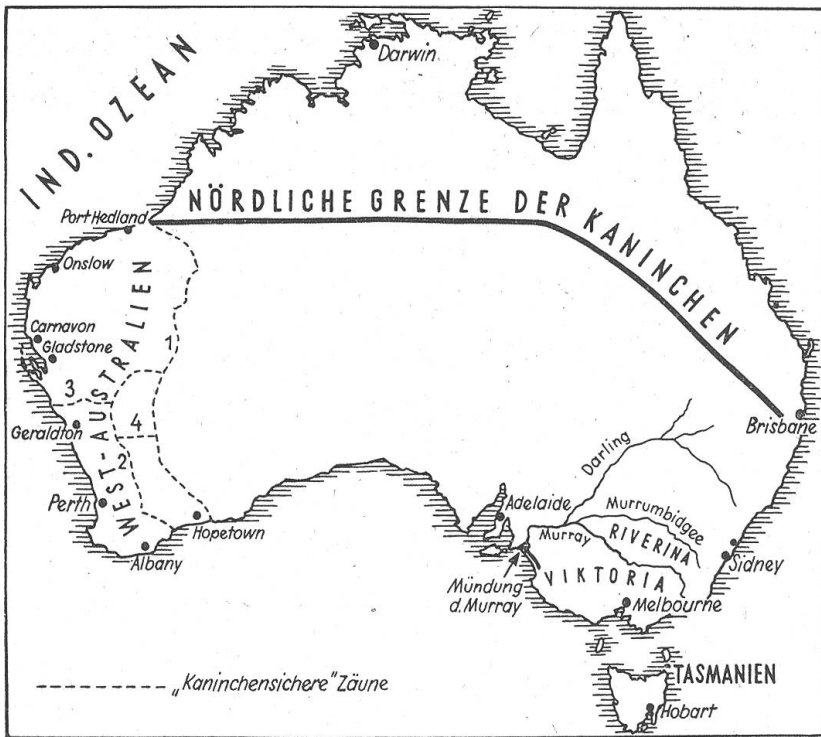 Darwin
IND. OZEAN
NÖRDLICHE GRENZE DER KANINCHEN
Port Hedland
Onslow
WEST-AUSTRALIEN
Carnavon
Gladstone
1
3
4
Geraldton
2
Brisbane
Darling
Perth
Hopetown
Albany
Adelaide
Murrumbidgee
Murray
RIVERINA
Sidney
Mündung
d. Murray
VIKTORIA
Melbourne
„Kaninchensichere“ Zäune
TASMANIEN
Hobart